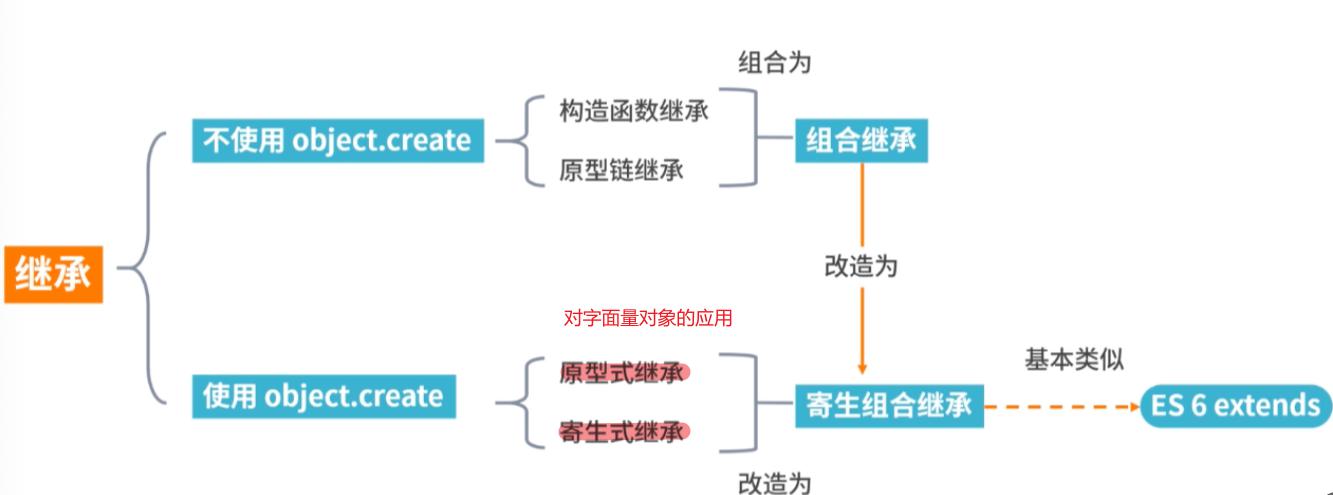 组合为
构造函数继承
不使用 object.create
组合继承
原型链继承
继承
改造为
对字面量对象的应用
基本类似
原型式继承
使用 object.create
寄生组合继承
ES 6 extends
寄生式继承
改造为